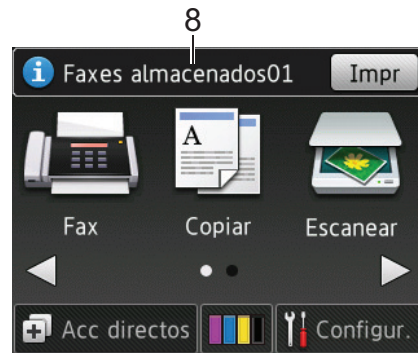 8
Faxes almacenados01 Impr
A
Fax Copiar Escanear
Acc directos Configur.